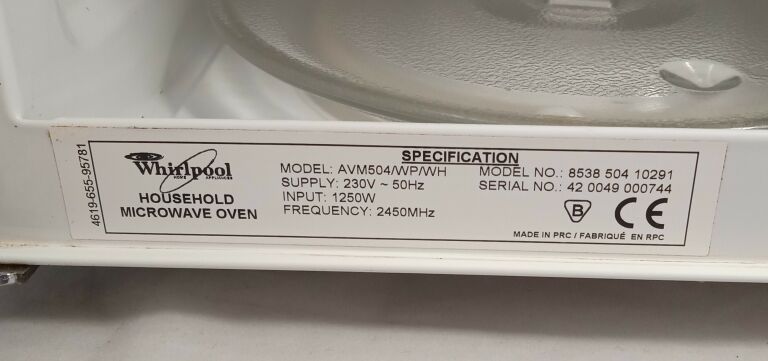 4619-655-95781
Whirlpool
HOME APPLIANCES
HOUSEHOLD
MICROWAVE OVEN
SPECIFICATION
MODEL: AVM504/WP/WH
SUPPLY: 230V ~ 50Hz
INPUT: 1250W
FREQUENCY: 2450MHz
MODEL NO.: 8538 504 10291
SERIAL NO.: 42 0049 000744
B CE
MADE IN PRC / FABRIQUÉ EN RPC